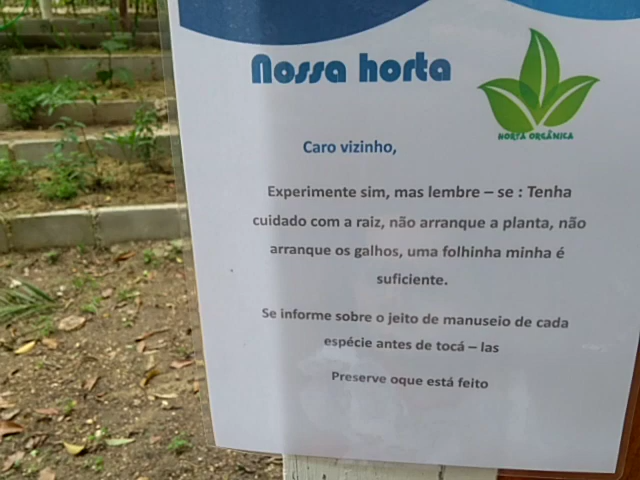 Nossa horta
HORTA ORGÂNICA
Caro vizinho,
Experimente sim, mas lembre – se : Tenha
cuidado com a raiz, não arranque a planta, não
arranque os galhos, uma folhinha minha é
suficiente.
Se informe sobre o jeito de manuseio de cada
espécie antes de tocá – las
Preserve oque está feito